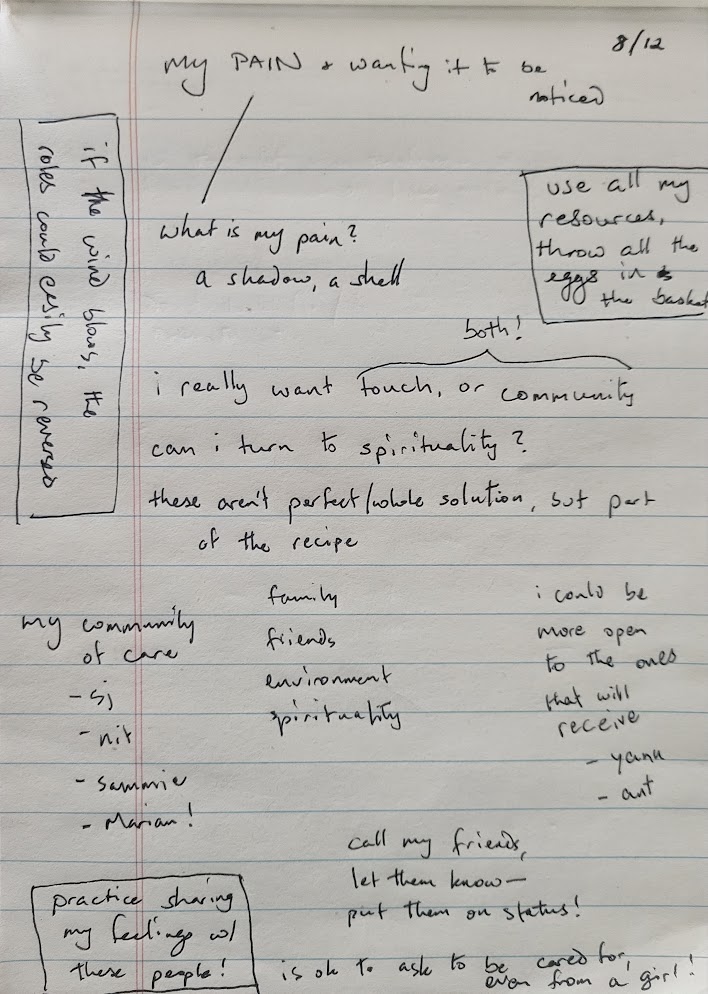 8/12
my PAIN & wanting it to be
noticed
if the wind blows, the
roles could easily be reversed
what is my pain?
a shadow, a shell
use all my
resources,
throw all the
eggs in
the basket
both!
i really want touch, or community
can i turn to spirituality?
these aren't perfect/whole solution, but part
of the recipe
my community
of care
- sj
- nit
- sammie
- Marian!
family
friends
environment
spirituality
i could be
more open
to the ones
that will
receive
- yann
- ant
call my friends,
let them know—
put them on status!
practice sharing
my feelings w/
these people!
is ok to ask to be cared for,
even from a girl!